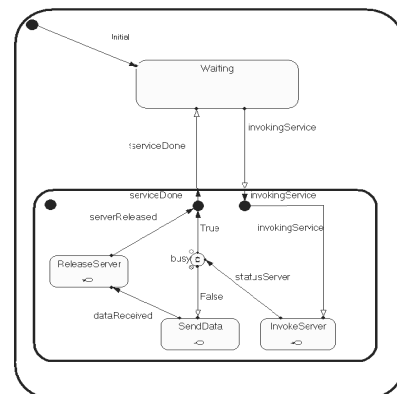 Initial
Waiting
invokingService
serviceDone
serviceDone
invokingService
serverReleased
True
invokingService
ReleaseServer
busy
C
statusServer
False
dataReceived
SendData
InvokeServer